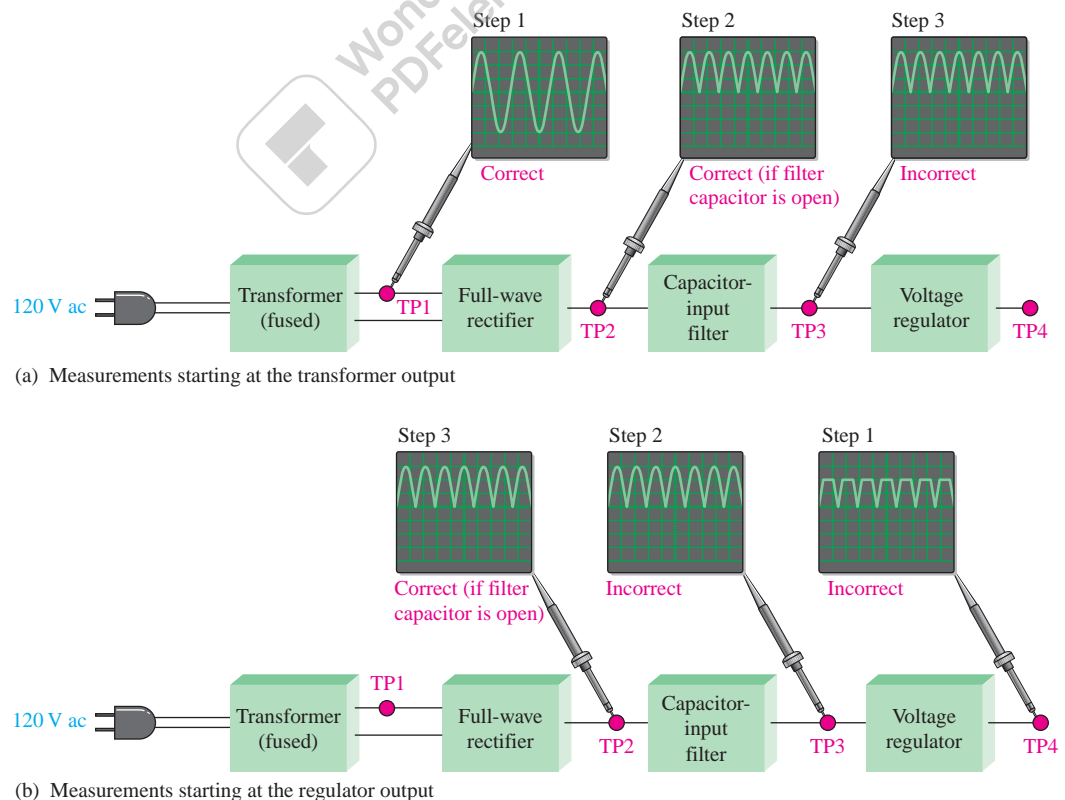 Step 1
Step 2
Step 3
Correct
Correct (if filter
capacitor is open)
Incorrect
120 V ac
Transformer
(fused)
TP1
Full-wave
rectifier
TP2
Capacitor-
input
filter
TP3
Voltage
regulator
TP4
(a) Measurements starting at the transformer output
Step 3
Step 2
Step 1
Correct (if filter
capacitor is open)
Incorrect
Incorrect
120 V ac
Transformer
(fused)
TP1
Full-wave
rectifier
TP2
Capacitor-
input
filter
TP3
Voltage
regulator
TP4
(b) Measurements starting at the regulator output